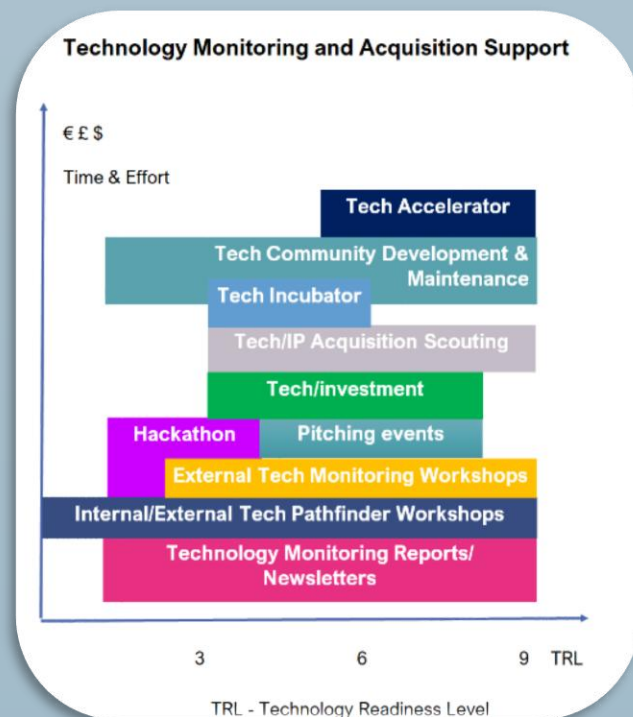 Technology Monitoring and Acquisition Support
€ £ $
Time & Effort
Tech Accelerator
Tech Community Development &
Maintenance
Tech Incubator
Tech/IP Acquisition Scouting
Tech/investment
Hackathon
Pitching events
External Tech Monitoring Workshops
Internal/External Tech Pathfinder Workshops
Technology Monitoring Reports/
Newsletters
3 6 9 TRL
TRL - Technology Readiness Level